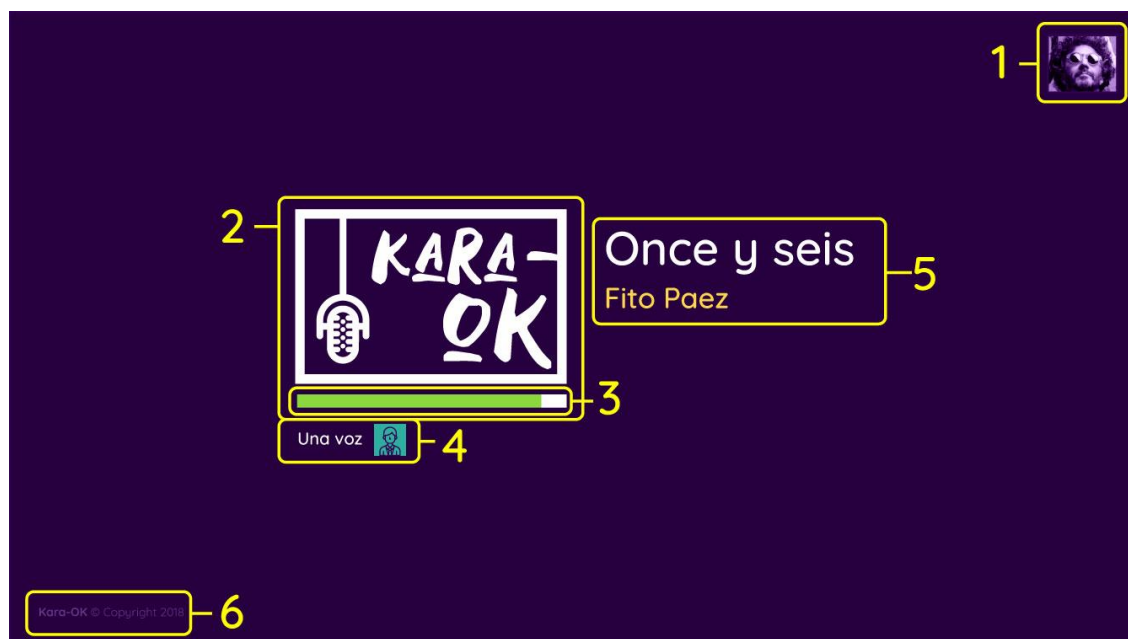 1
2
KARA-
OK
Once y seis
Fito Paez
5
3
Una voz
4
Kara-OK © Copyright 2018
6